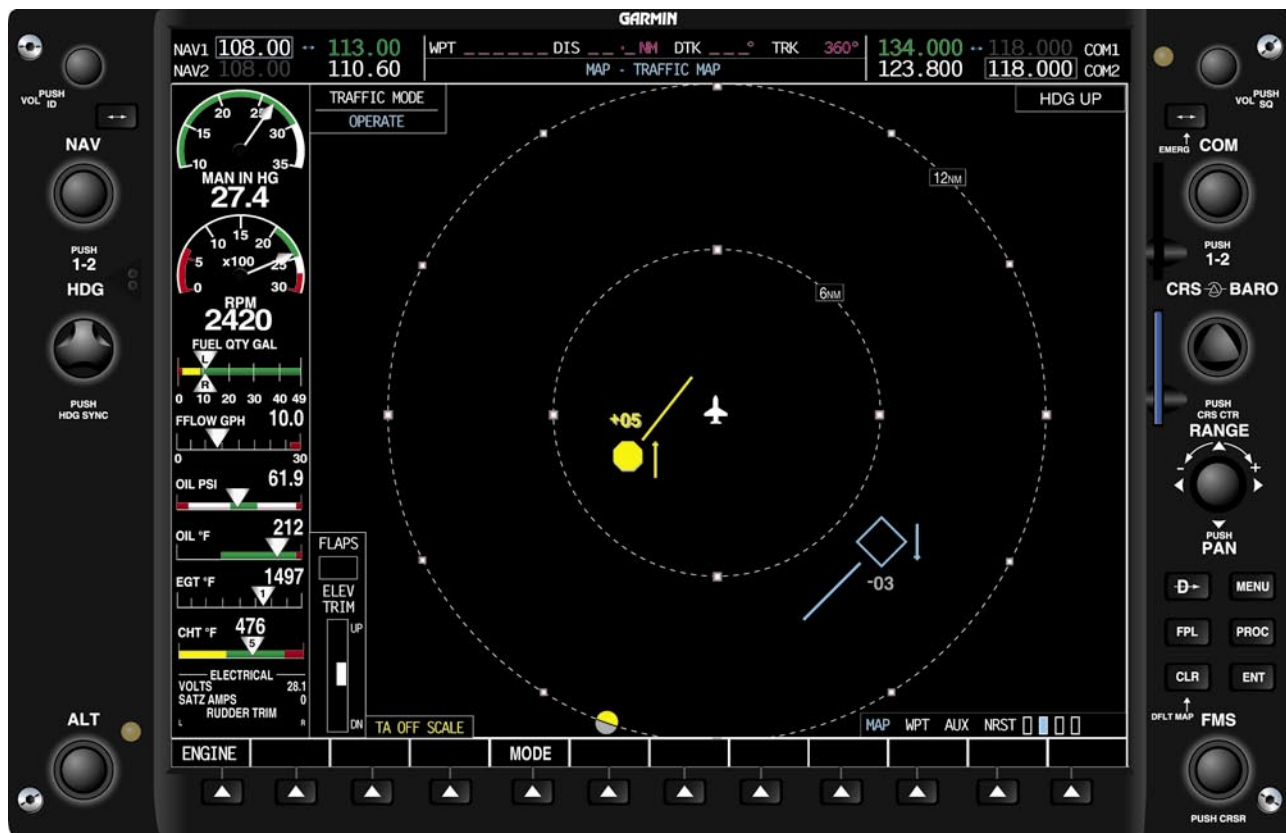 GARMIN
NAV1 108.00 ↔ 113.00 WPT _ _ _ _ _ _ DIS _ _ . _ NM DTK _ _ _° TRK 360° 134.000 ↔ 118.000 COM1
NAV2 108.00 110.60 MAP - TRAFFIC MAP 123.800 118.000 COM2
VOL PUSH ID
NAV
PUSH
1-2
HDG
PUSH
HDG SYNC
ALT
TRAFFIC MODE
OPERATE
HDG UP
10 15 20 25 30 35
MAN IN HG
27.4
0 5 10 15 20 25 30
x100
RPM
2420
FUEL QTY GAL
L
R
0 10 20 30 40 49
FFLOW GPH 10.0
0 30
OIL PSI 61.9
OIL °F 212
EGT °F 1497
1
CHT °F 476
5
ELECTRICAL
VOLTS 28.1
SATZ AMPS 0
RUDDER TRIM
L R
FLAPS
ELEV
TRIM
UP
DN
12NM
6NM
+05
-03
TA OFF SCALE
MAP WPT AUX NRST
ENGINE MODE
VOL PUSH SQ
EMERG
COM
PUSH
1-2
CRS BARO
PUSH
CRS CTR
RANGE
- +
PUSH
PAN
D MENU
FPL PROC
CLR ENT
DFLT MAP
FMS
PUSH CRSR